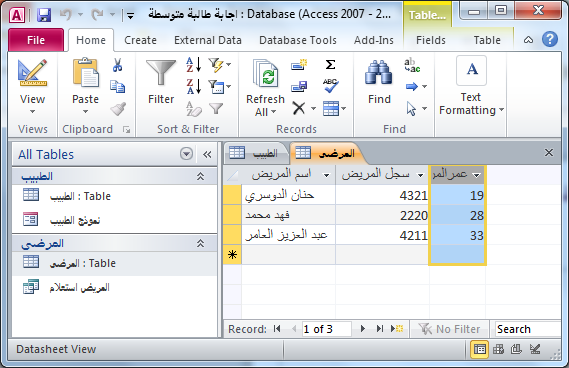 اجابة طالبة متوسطة : Database (Access 2007 - 2...
Table...
File Home Create External Data Database Tools Add-Ins Fields Table
View Paste Filter Refresh All Find Text Formatting
ABC
ab ac
Views Clipboard Sort & Filter Records Find
All Tables
الطبيب
الطبيب : Table
نموذج الطبيب
المرضى
المرضى : Table
المريض استعلام
الطبيب المرضى
اسم المريض سجل المريض عمرالمر
حنان الدوسري 4321 19
فهد محمد 2220 28
عبد العزيز العامر 4211 33
Record: 1 of 3 No Filter Search
Datasheet View